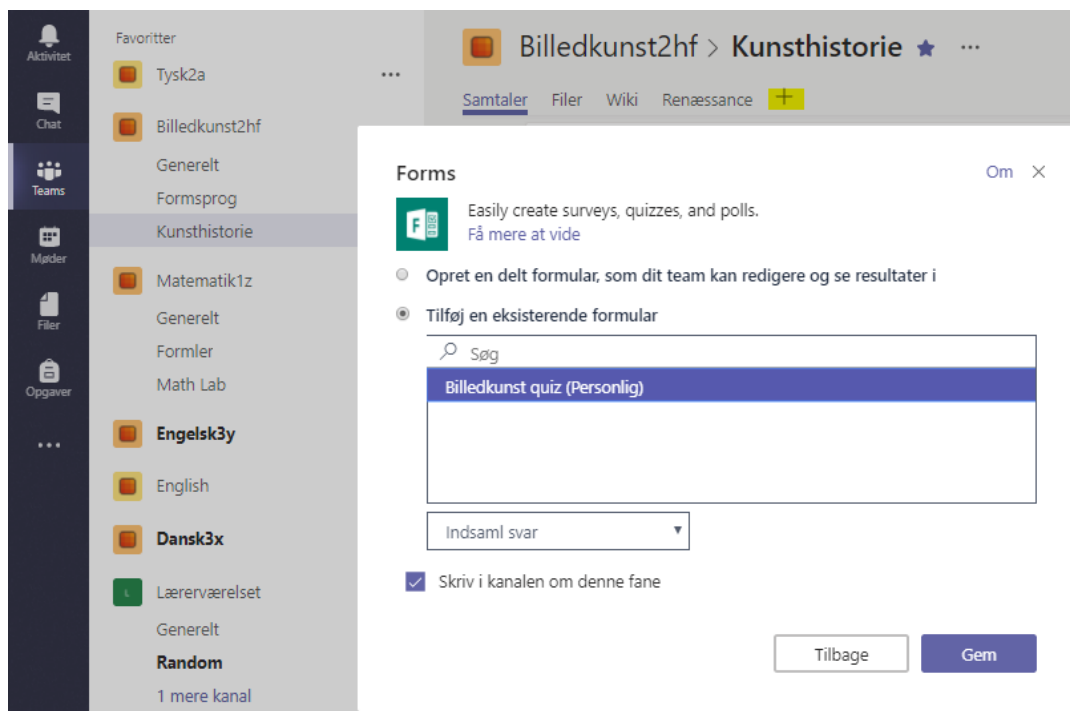 Aktivitet
Chat
Teams
Møder
Filer
Opgaver
Favoritter
Tysk2a
Billedkunst2hf
Generelt
Formsprog
Kunsthistorie
Matematik1z
Generelt
Formler
Math Lab
Engelsk3y
English
Dansk3x
L
Lærerværelset
Generelt
Random
1 mere kanal
Billedkunst2hf > Kunsthistorie
Samtaler Filer Wiki Renæssance +
Forms
Om
F
Easily create surveys, quizzes, and polls.
Få mere at vide
Opret en delt formular, som dit team kan redigere og se resultater i
Tilføj en eksisterende formular
Søg
Billedkunst quiz (Personlig)
Indsaml svar
Skriv i kanalen om denne fane
Tilbage
Gem